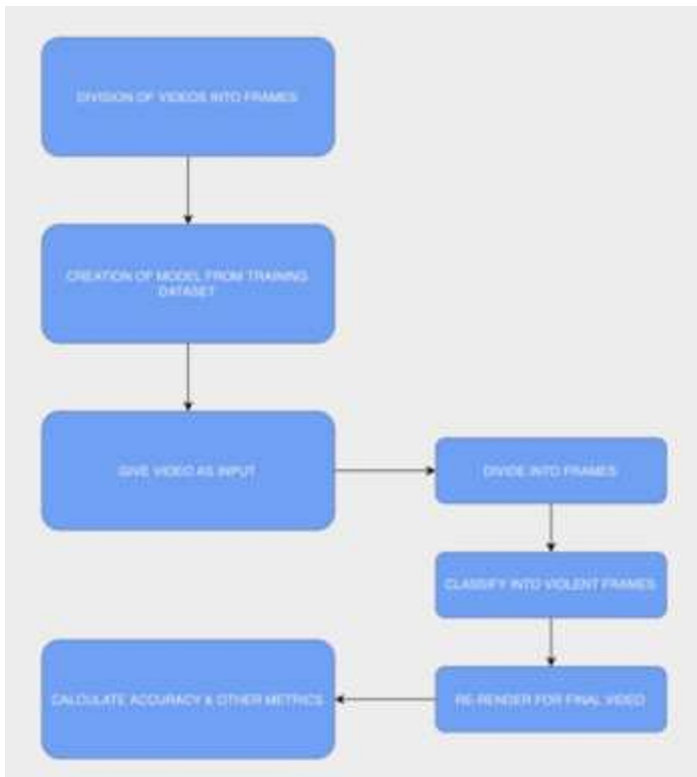 DIVISION OF VIDEOS INTO FRAMES
CREATION OF MODEL FROM TRAINING
DATASET
GIVE VIDEO AS INPUT
DIVIDE INTO FRAMES
CLASSIFY INTO VIOLENT FRAMES
RE-RENDER FOR FINAL VIDEO
CALCULATE ACCURACY & OTHER METRICS